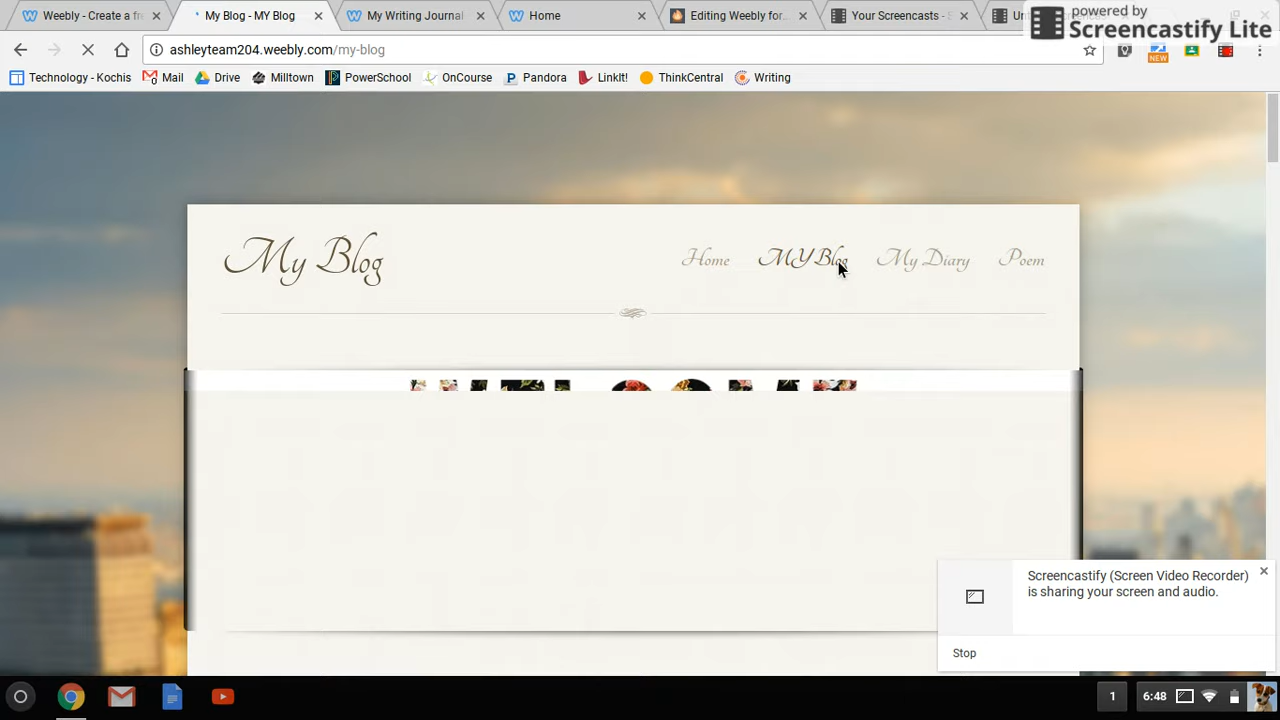 powered by
Screencastify Lite
Weebly - Create a fr
My Blog - MY Blog
My Writing Journal
Home
Editing Weebly for
Your Screencasts - S
ashleyteam204.weebly.com/my-blog
NEW
Technology - Kochis
Mail
Drive
Milltown
PowerSchool
OnCourse
Pandora
LinkIt!
ThinkCentral
Writing
My Blog
Home
MY Blog
My Diary
Poem
Screencastify (Screen Video Recorder)
is sharing your screen and audio.
Stop
1
6:48